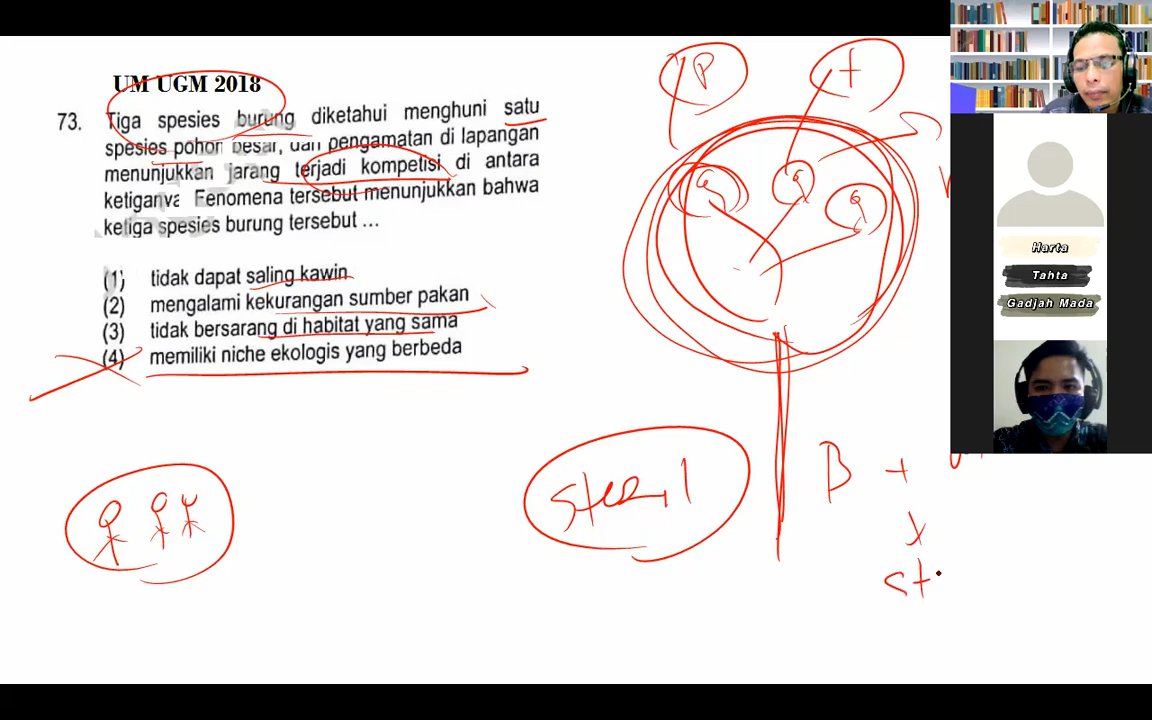 UM UGM 2018
73. Tiga spesies burung diketahui menghuni satu
spesies pohon besar, dan pengamatan di lapangan
menunjukkan jarang terjadi kompetisi di antara
ketiganya Fenomena tersebut menunjukkan bahwa
ketiga spesies burung tersebut ...
(1) tidak dapat saling kawin
(2) mengalami kekurangan sumber pakan
(3) tidak bersarang di habitat yang sama
(4) memiliki niche ekologis yang berbeda
P
t
B +
st
steril
Harta
Tahta
Gadjah Mada